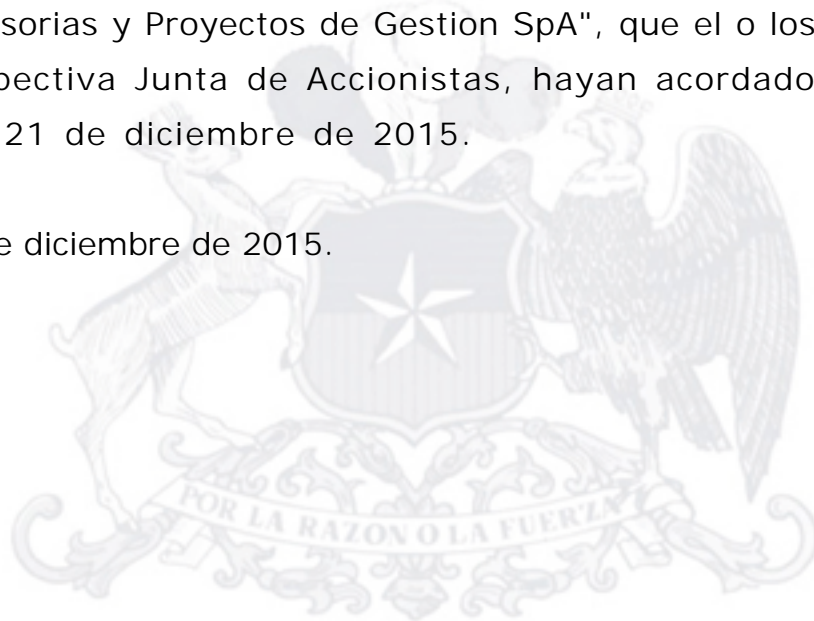 sorias y Proyectos de Gestion SpA", que el o los
pectiva Junta de Accionistas, hayan acordado
21 de diciembre de 2015.
e diciembre de 2015.
POR LA RAZON O LA FUERZA